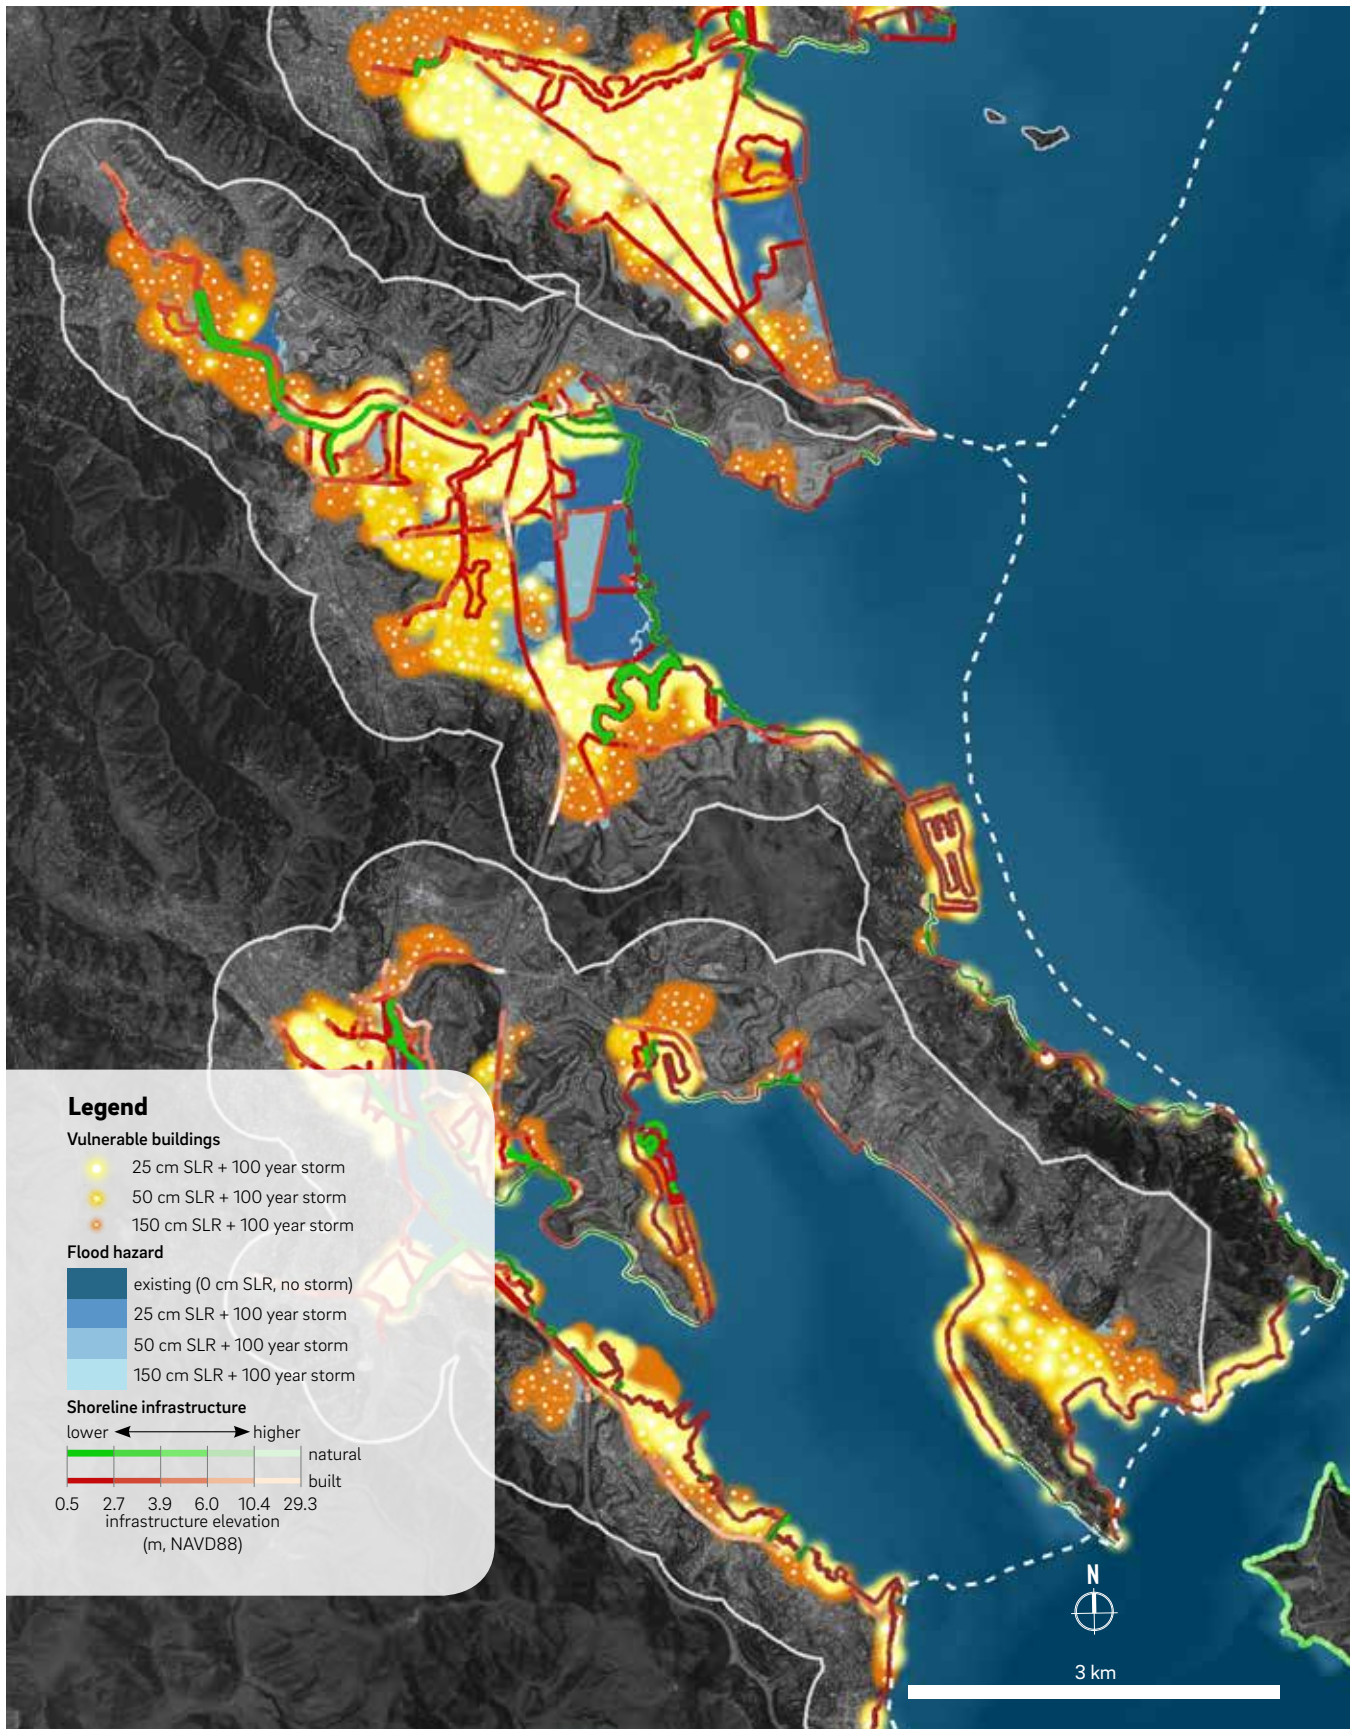 Legend
Vulnerable buildings
25 cm SLR + 100 year storm
50 cm SLR + 100 year storm
150 cm SLR + 100 year storm
Flood hazard
existing (0 cm SLR, no storm)
25 cm SLR + 100 year storm
50 cm SLR + 100 year storm
150 cm SLR + 100 year storm
Shoreline infrastructure
lower higher
natural
built
0.5 2.7 3.9 6.0 10.4 29.3
infrastructure elevation
(m, NAVD88)
N
3 km